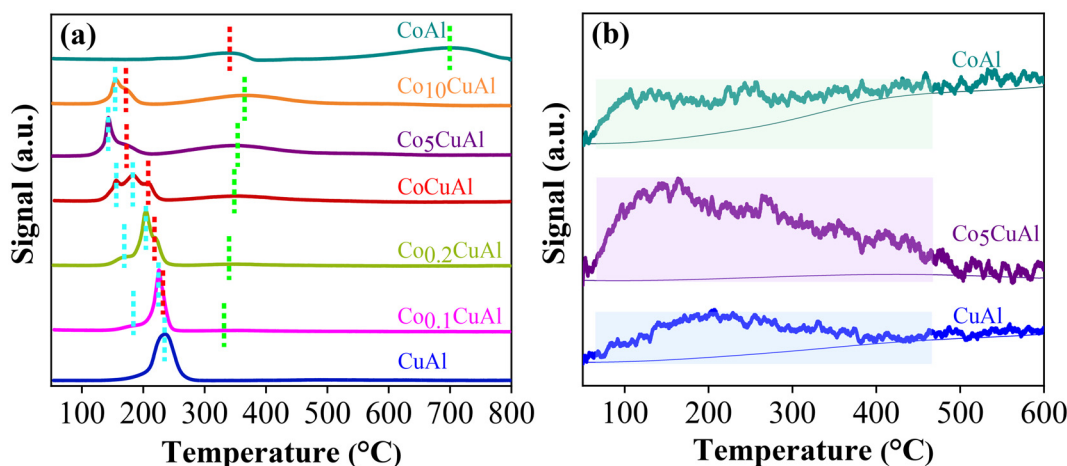 (a)
CoAl
Co10CuAl
Co5CuAl
CoCuAl
Co0.2CuAl
Co0.1CuAl
CuAl
Signal (a.u.)
100 200 300 400 500 600 700 800
Temperature (°C)
(b)
CoAl
Co5CuAl
CuAl
Signal (a.u.)
100 200 300 400 500 600
Temperature (°C)